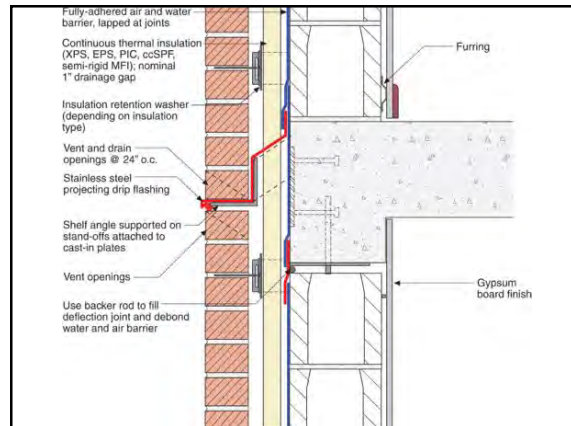 Fully-adhered air and water
barrier, lapped at joints
Continuous thermal insulation
(XPS, EPS, PIC, ccSPF,
semi-rigid MFI); nominal
1" drainage gap
Insulation retention washer
(depending on insulation
type)
Vent and drain
openings @ 24" o.c.
Stainless steel
projecting drip flashing
Shelf angle supported on
stand-offs attached to
cast-in plates
Vent openings
Use backer rod to fill
deflection joint and debond
water and air barrier
Furring
Gypsum
board finish